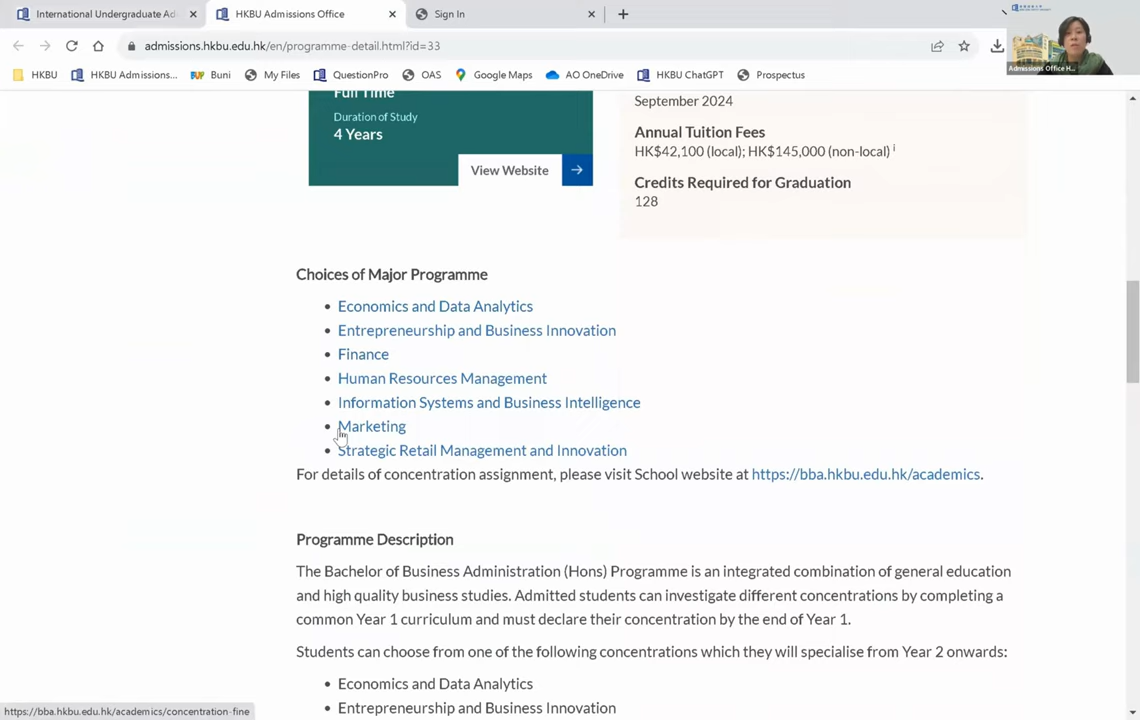 International Undergraduate Ad
HKBU Admissions Office
Sign In
admissions.hkbu.edu.hk/en/programme-detail.html?id=33
Admissions Office H...
HKBU
HKBU Admissions...
Buni
My Files
QuestionPro
OAS
Google Maps
AO OneDrive
HKBU ChatGPT
Prospectus
Full Time
Duration of Study
4 Years
View Website
September 2024
Annual Tuition Fees
HK$42,100 (local); HK$145,000 (non-local) i
Credits Required for Graduation
128
Choices of Major Programme
• Economics and Data Analytics
• Entrepreneurship and Business Innovation
• Finance
• Human Resources Management
• Information Systems and Business Intelligence
• Marketing
• Strategic Retail Management and Innovation
For details of concentration assignment, please visit School website at https://bba.hkbu.edu.hk/academics.
Programme Description
The Bachelor of Business Administration (Hons) Programme is an integrated combination of general education
and high quality business studies. Admitted students can investigate different concentrations by completing a
common Year 1 curriculum and must declare their concentration by the end of Year 1.
Students can choose from one of the following concentrations which they will specialise from Year 2 onwards:
• Economics and Data Analytics
• Entrepreneurship and Business Innovation
https://bba.hkbu.edu.hk/academics/concentration-fine